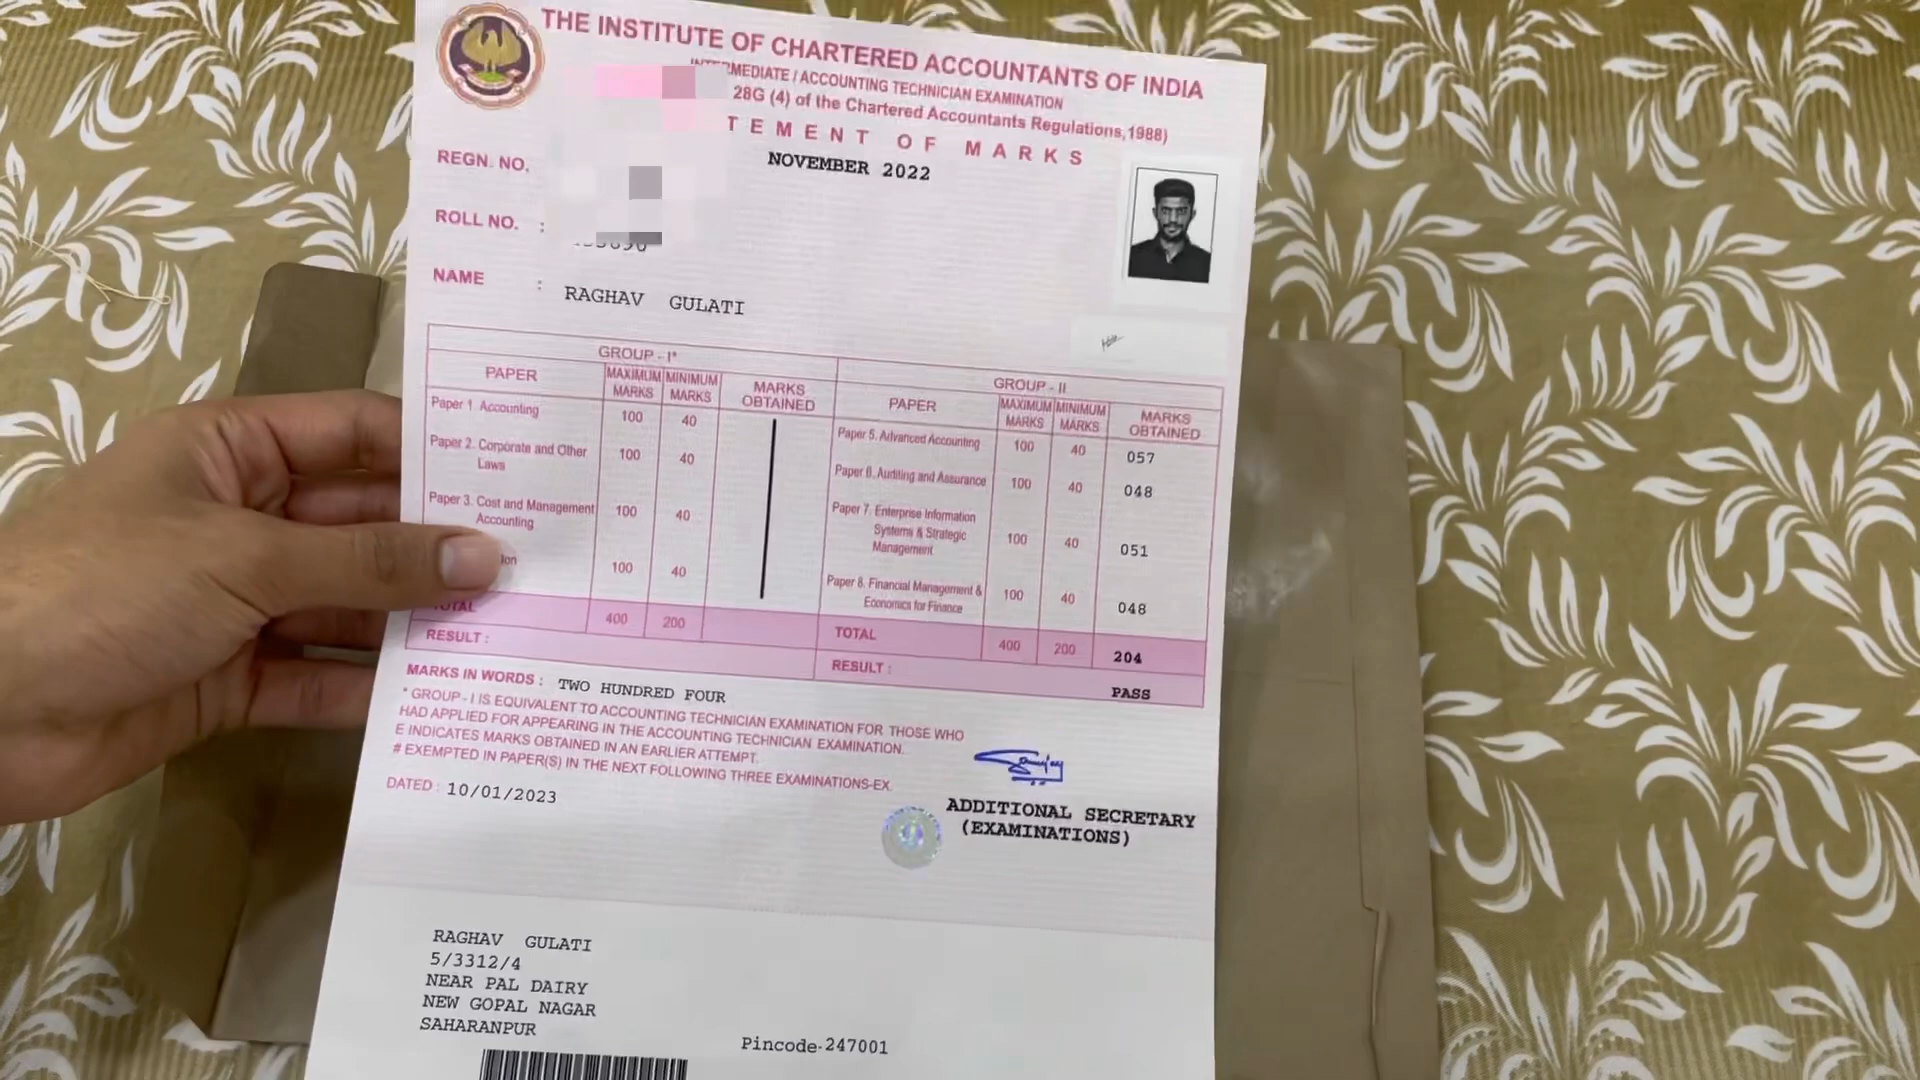 THE INSTITUTE OF CHARTERED ACCOUNTANTS OF INDIA
INTERMEDIATE / ACCOUNTING TECHNICIAN EXAMINATION
28G (4) of the Chartered Accountants Regulations, 1988)
TEMENT OF MARKS
NOVEMBER 2022
REGN. NO.
ROLL NO. :
NAME : RAGHAV GULATI
GROUP - I*
PAPER MAXIMUM MARKS MINIMUM MARKS MARKS OBTAINED
Paper 1. Accounting 100 40
Paper 2. Corporate and Other Laws 100 40
Paper 3. Cost and Management Accounting 100 40
100 40
TOTAL 400 200
RESULT :
GROUP - II
PAPER MAXIMUM MARKS MINIMUM MARKS MARKS OBTAINED
Paper 5. Advanced Accounting 100 40 057
Paper 6. Auditing and Assurance 100 40 048
Paper 7. Enterprise Information Systems & Strategic Management 100 40 051
Paper 8. Financial Management & Economics for Finance 100 40 048
TOTAL 400 200 204
RESULT : PASS
MARKS IN WORDS : TWO HUNDRED FOUR
* GROUP - I IS EQUIVALENT TO ACCOUNTING TECHNICIAN EXAMINATION FOR THOSE WHO
HAD APPLIED FOR APPEARING IN THE ACCOUNTING TECHNICIAN EXAMINATION.
E INDICATES MARKS OBTAINED IN AN EARLIER ATTEMPT.
# EXEMPTED IN PAPER(S) IN THE NEXT FOLLOWING THREE EXAMINATIONS-EX.
DATED : 10/01/2023
ADDITIONAL SECRETARY
(EXAMINATIONS)
RAGHAV GULATI
5/3312/4
NEAR PAL DAIRY
NEW GOPAL NAGAR
SAHARANPUR
Pincode-247001